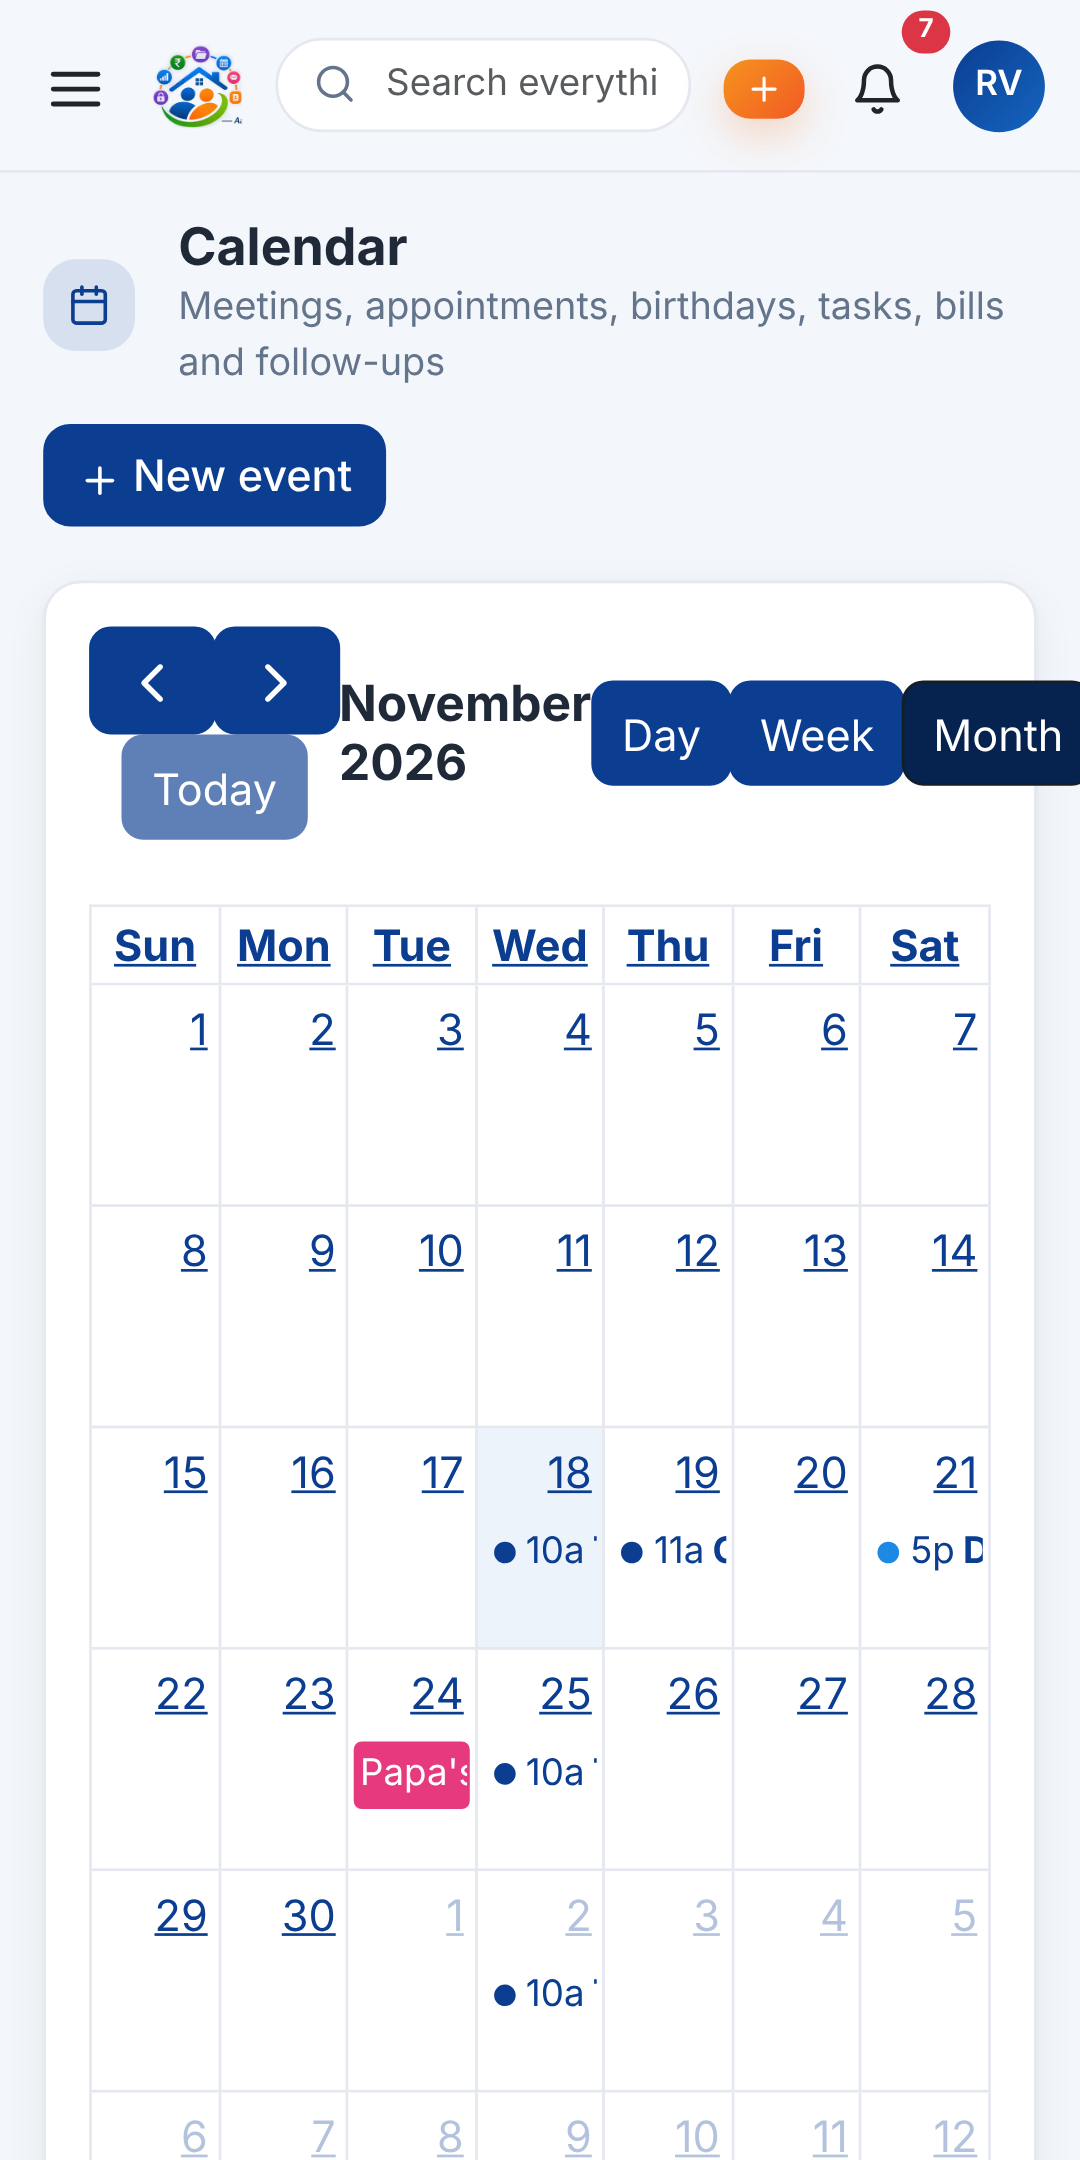 Search everythi
7
RV
Calendar
Meetings, appointments, birthdays, tasks, bills
and follow-ups
+ New event
November
2026
Today
Day Week Month
Sun Mon Tue Wed Thu Fri Sat
1 2 3 4 5 6 7
8 9 10 11 12 13 14
15 16 17 18 19 20 21
10a 11a 5p D
22 23 24 25 26 27 28
Papa's 10a
29 30 1 2 3 4 5
10a
6 7 8 9 10 11 12